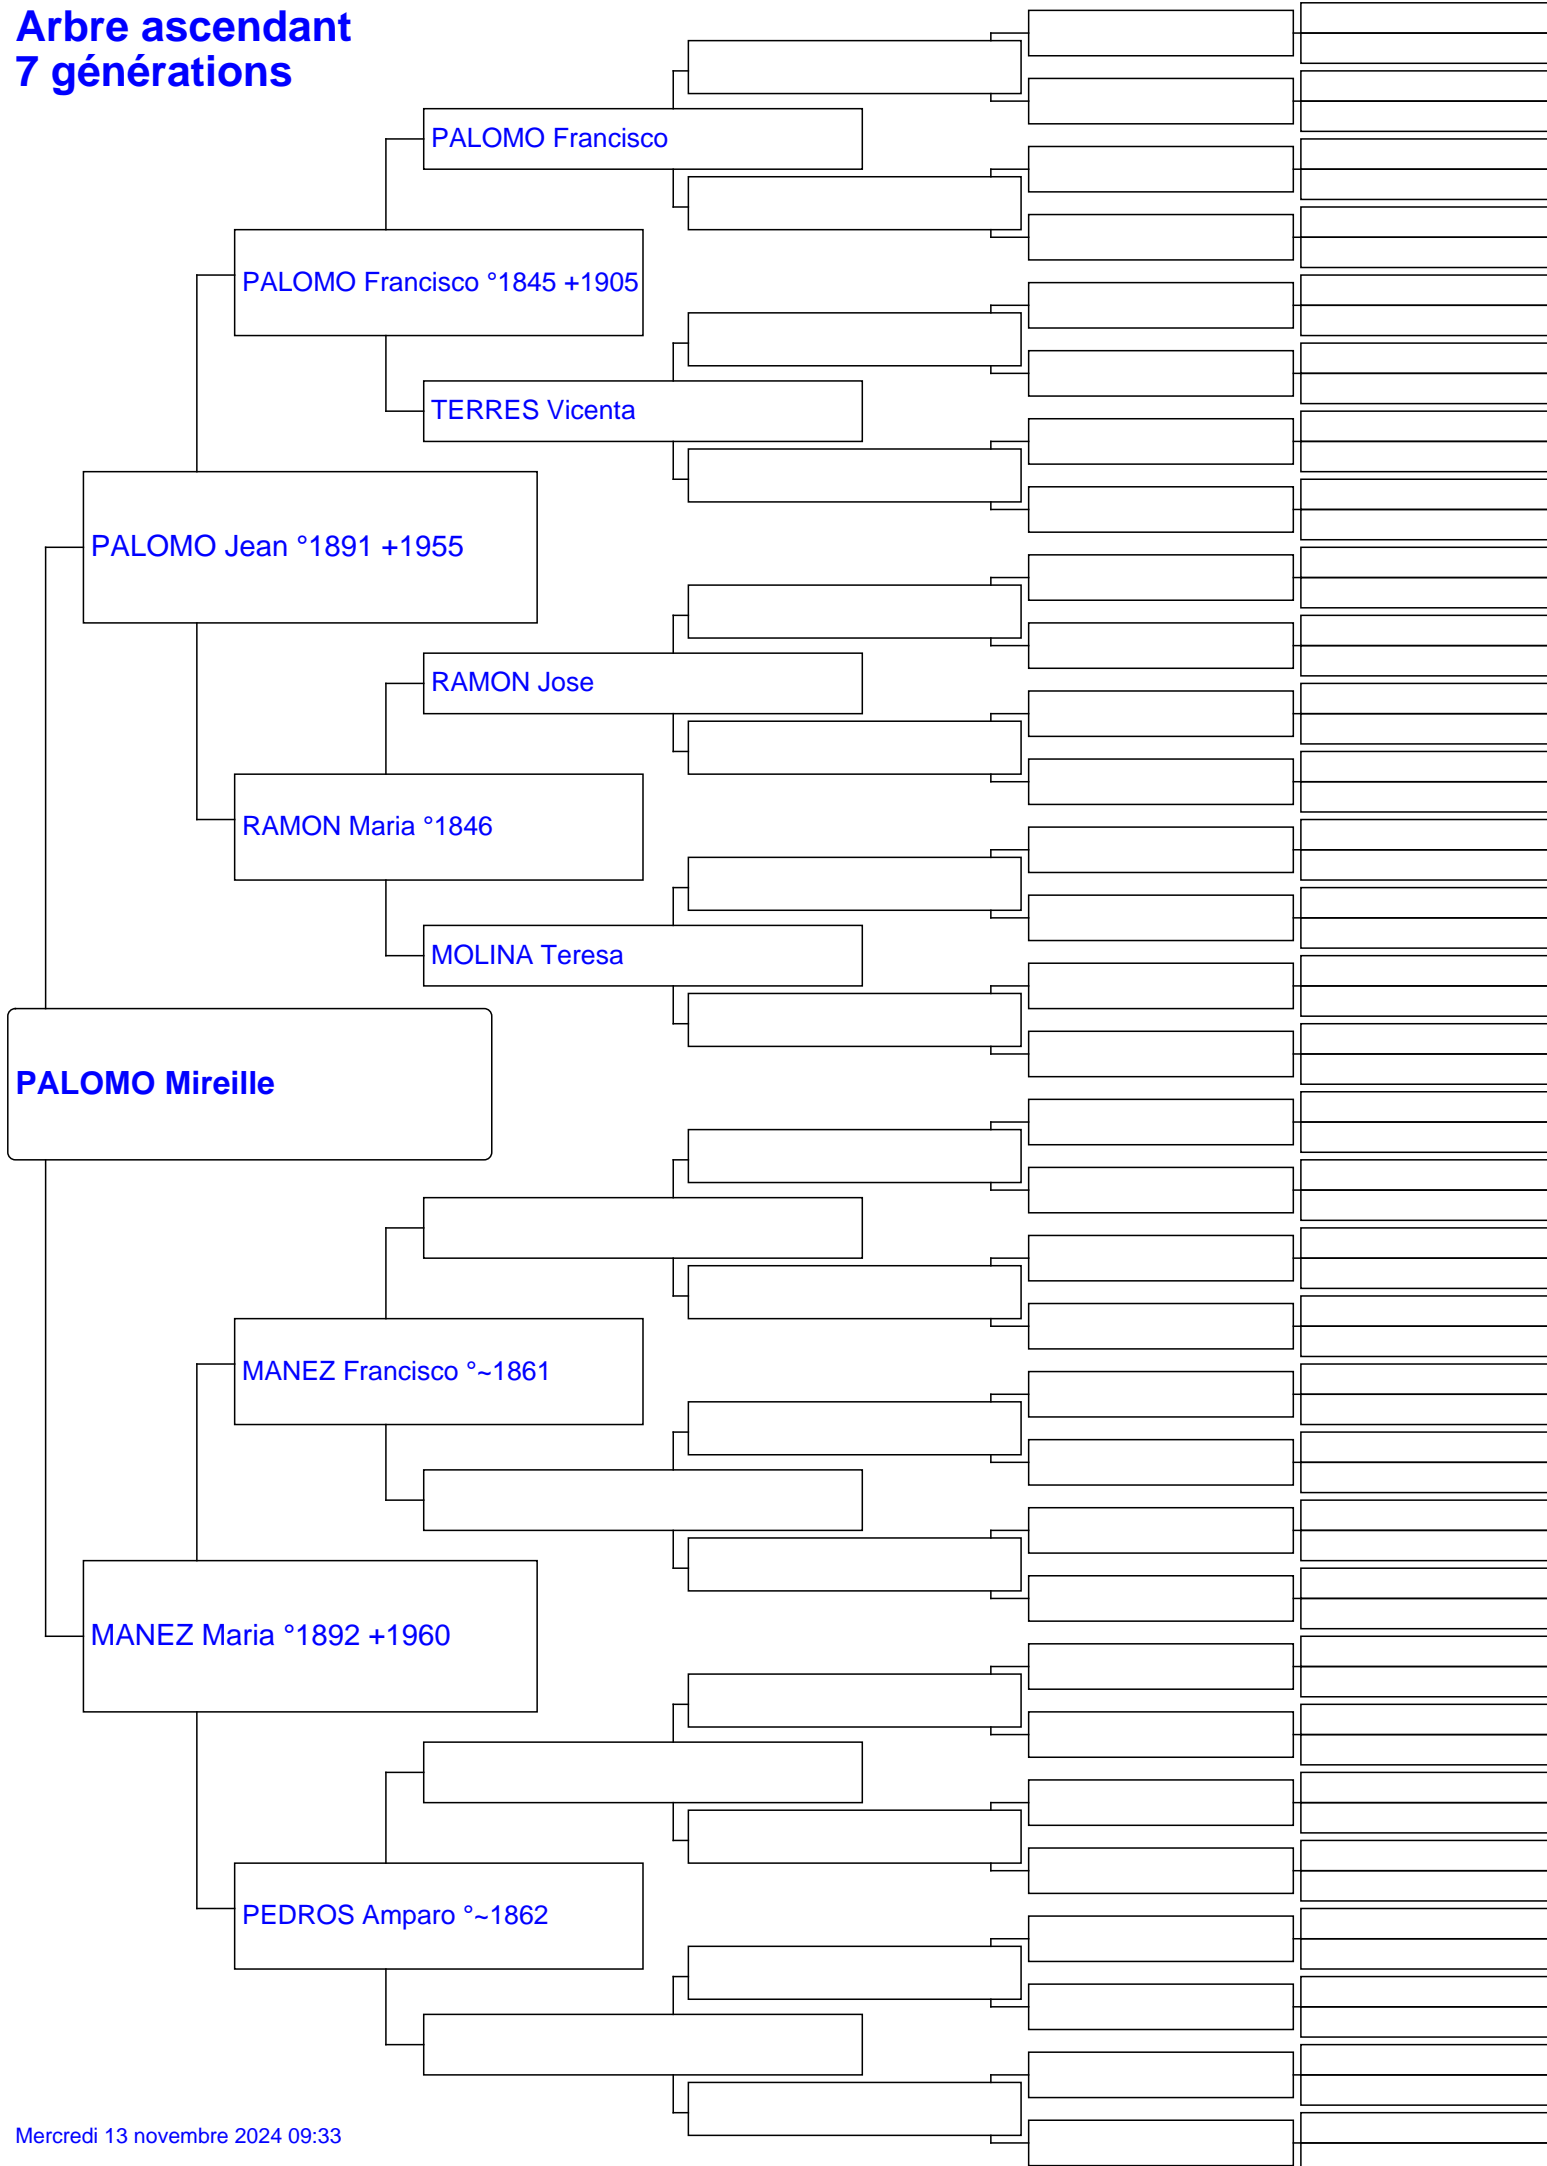 Arbre ascendant
7 générations
PALOMO Francisco
PALOMO Francisco °1845 +1905
TERRES Vicenta
PALOMO Jean °1891 +1955
RAMON Jose
RAMON Maria °1846
MOLINA Teresa
PALOMO Mireille
MANEZ Francisco °~1861
MANEZ Maria °1892 +1960
PEDROS Amparo °~1862
Mercredi 13 novembre 2024 09:33